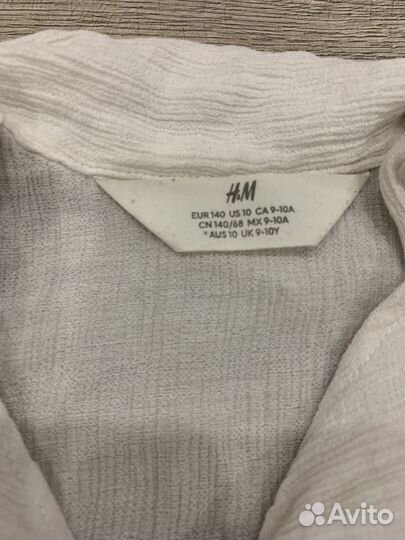 H&M
EUR 140 US 10 CA 9-10A
CN 140/68 MX 9-10A
*AUS 10 UK 9-10Y
Avito